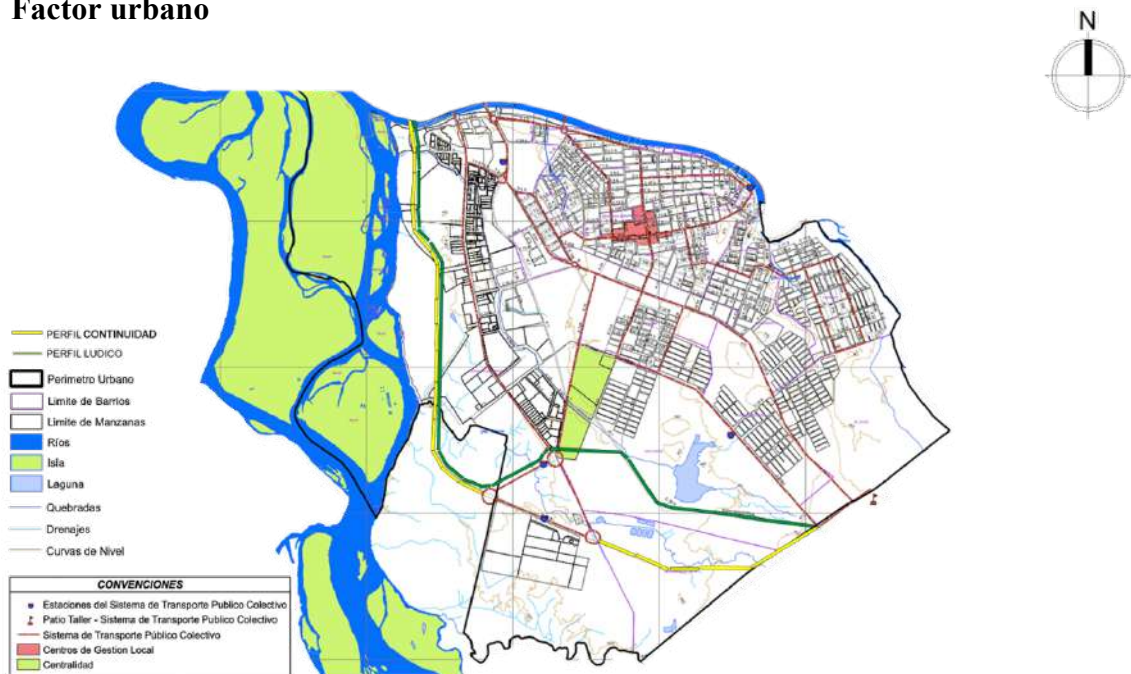 Factor urbano
N
PERFIL CONTINUIDAD
PERFIL LUDICO
Perimetro Urbano
Limite de Barrios
Limite de Manzanas
Ríos
Isla
Laguna
Quebradas
Drenajes
Curvas de Nivel
CONVENCIONES
Estaciones del Sistema de Transporte Publico Colectivo
Patio Taller - Sistema de Transporte Publico Colectivo
Sistema de Transporte Público Colectivo
Centros de Gestion Local
Centralidad